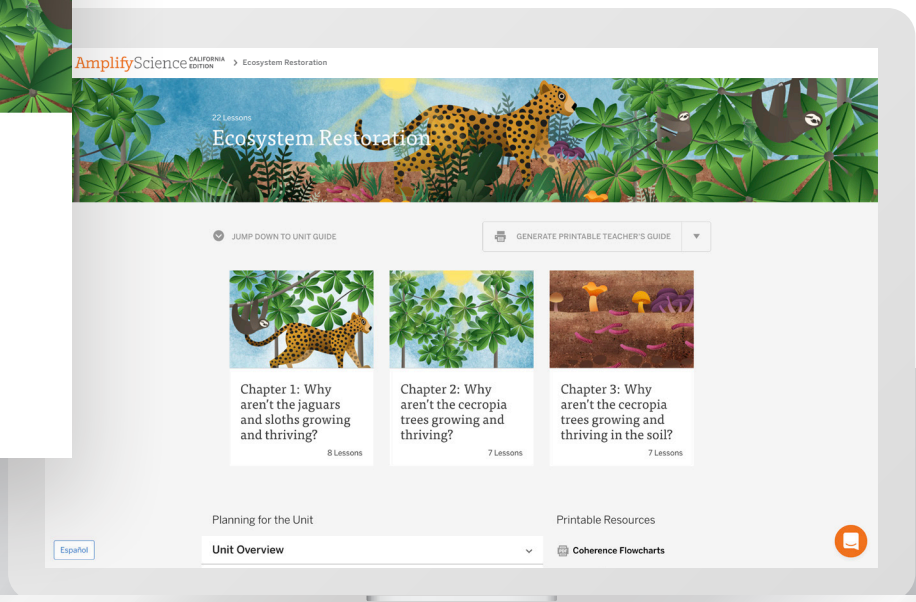 AmplifyScience CALIFORNIA EDITION > Ecosystem Restoration
22 Lessons
Ecosystem Restoration
JUMP DOWN TO UNIT GUIDE
GENERATE PRINTABLE TEACHER'S GUIDE
Chapter 1: Why
aren't the jaguars
and sloths growing
and thriving?
8 Lessons
Chapter 2: Why
aren't the cecropia
trees growing and
thriving?
7 Lessons
Chapter 3: Why
aren't the cecropia
trees growing and
thriving in the soil?
7 Lessons
Planning for the Unit
Printable Resources
Unit Overview
Coherence Flowcharts
Español